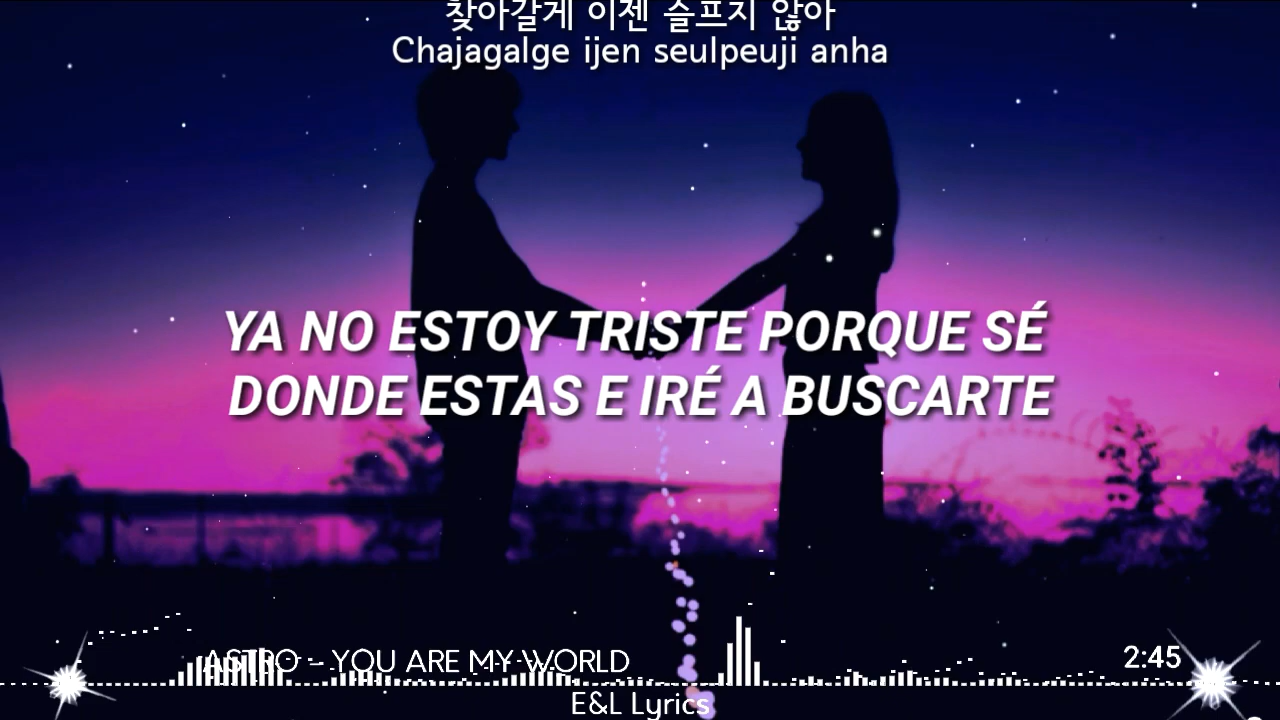 찾아갈게 이젠 슬프지 않아
Chajagalge ijen seulpeuji anha
YA NO ESTOY TRISTE PORQUE SÉ
DONDE ESTAS E IRÉ A BUSCARTE
ASTRO - YOU ARE MY WORLD
2:45
E&L Lyrics